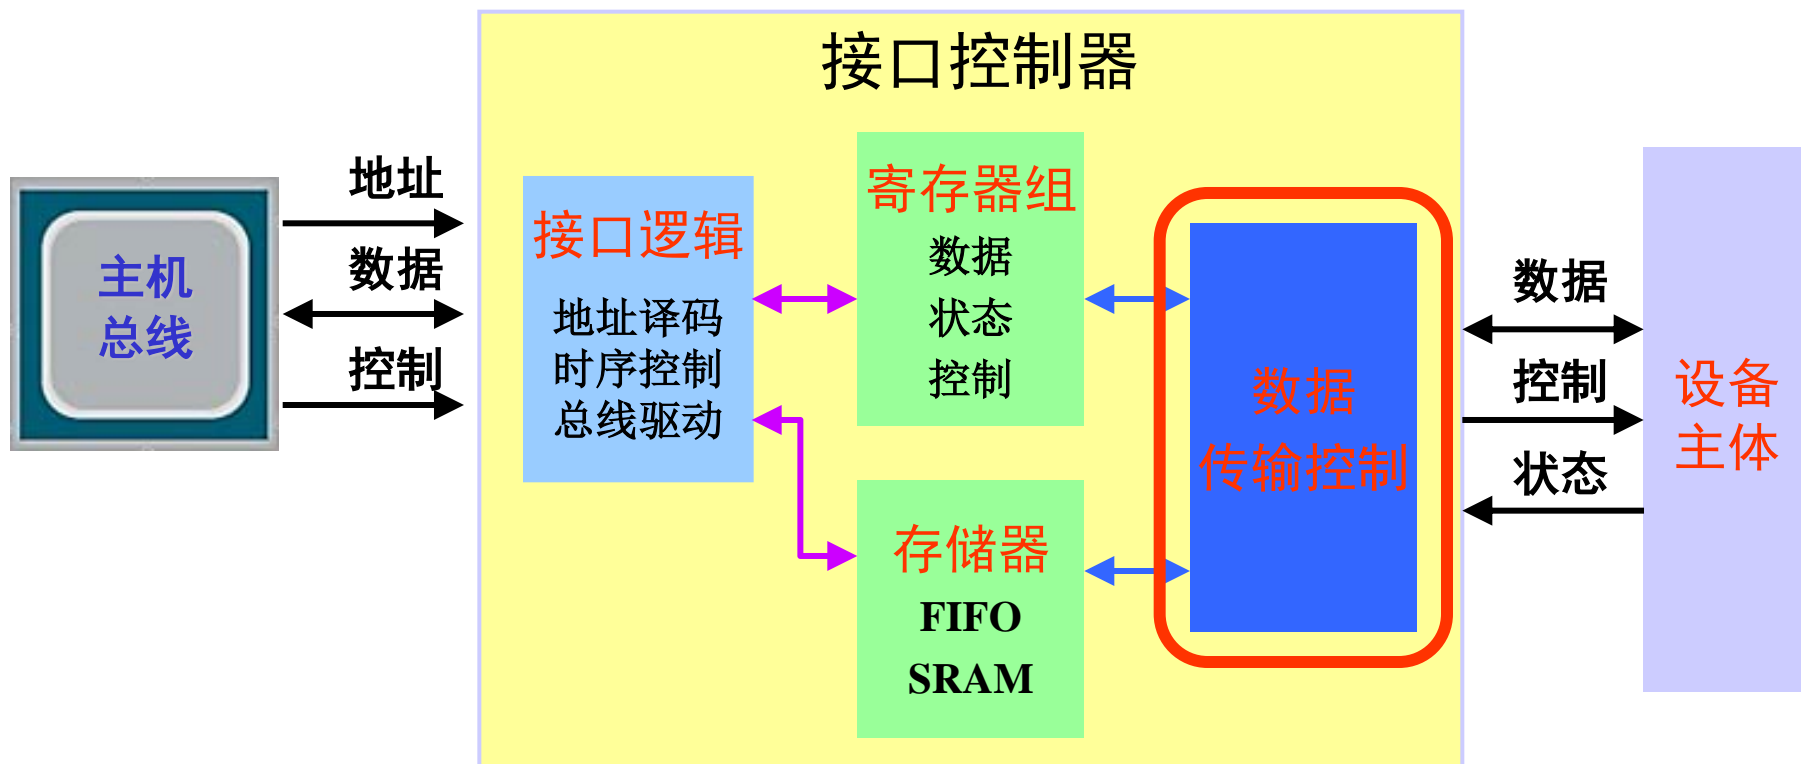 接口控制器
主机
总线
地址
数据
控制
接口逻辑
地址译码
时序控制
总线驱动
寄存器组
数据
状态
控制
存储器
FIFO
SRAM
数据
传输控制
数据
控制
状态
设备
主体